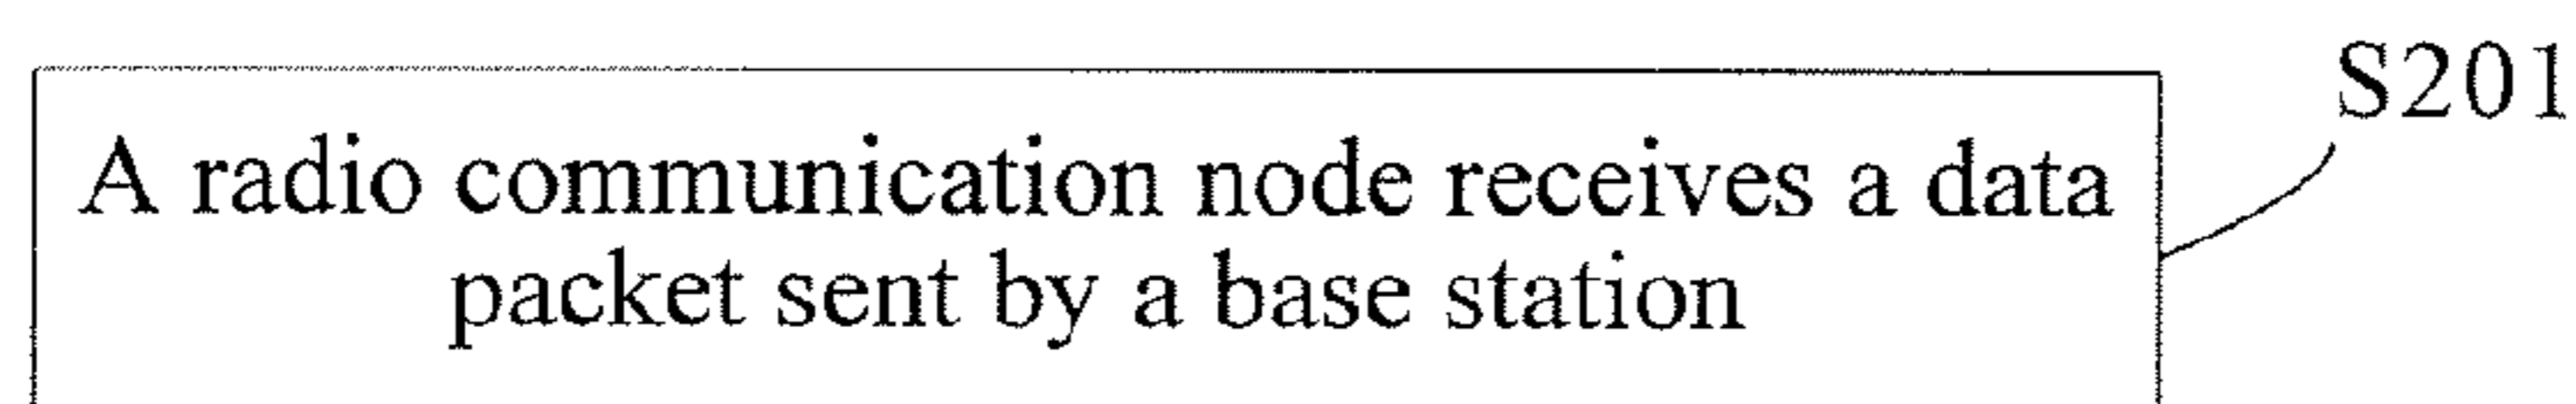 S201
A radio communication node receives a data
packet sent by a base station